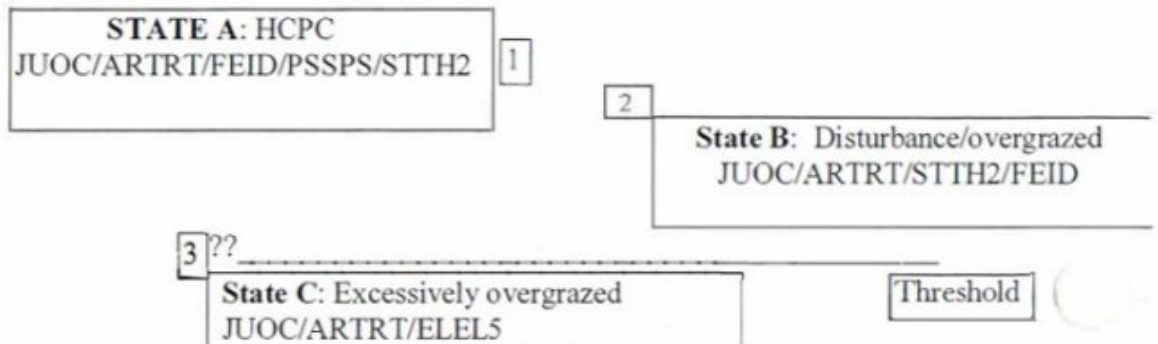 STATE A: HCPC
JUOC/ARTRT/FEID/PSSPS/STTH2
1
2
State B: Disturbance/overgrazed
JUOC/ARTRT/STTH2/FEID
3
??
Threshold
State C: Excessively overgrazed
JUOC/ARTRT/ELEL5